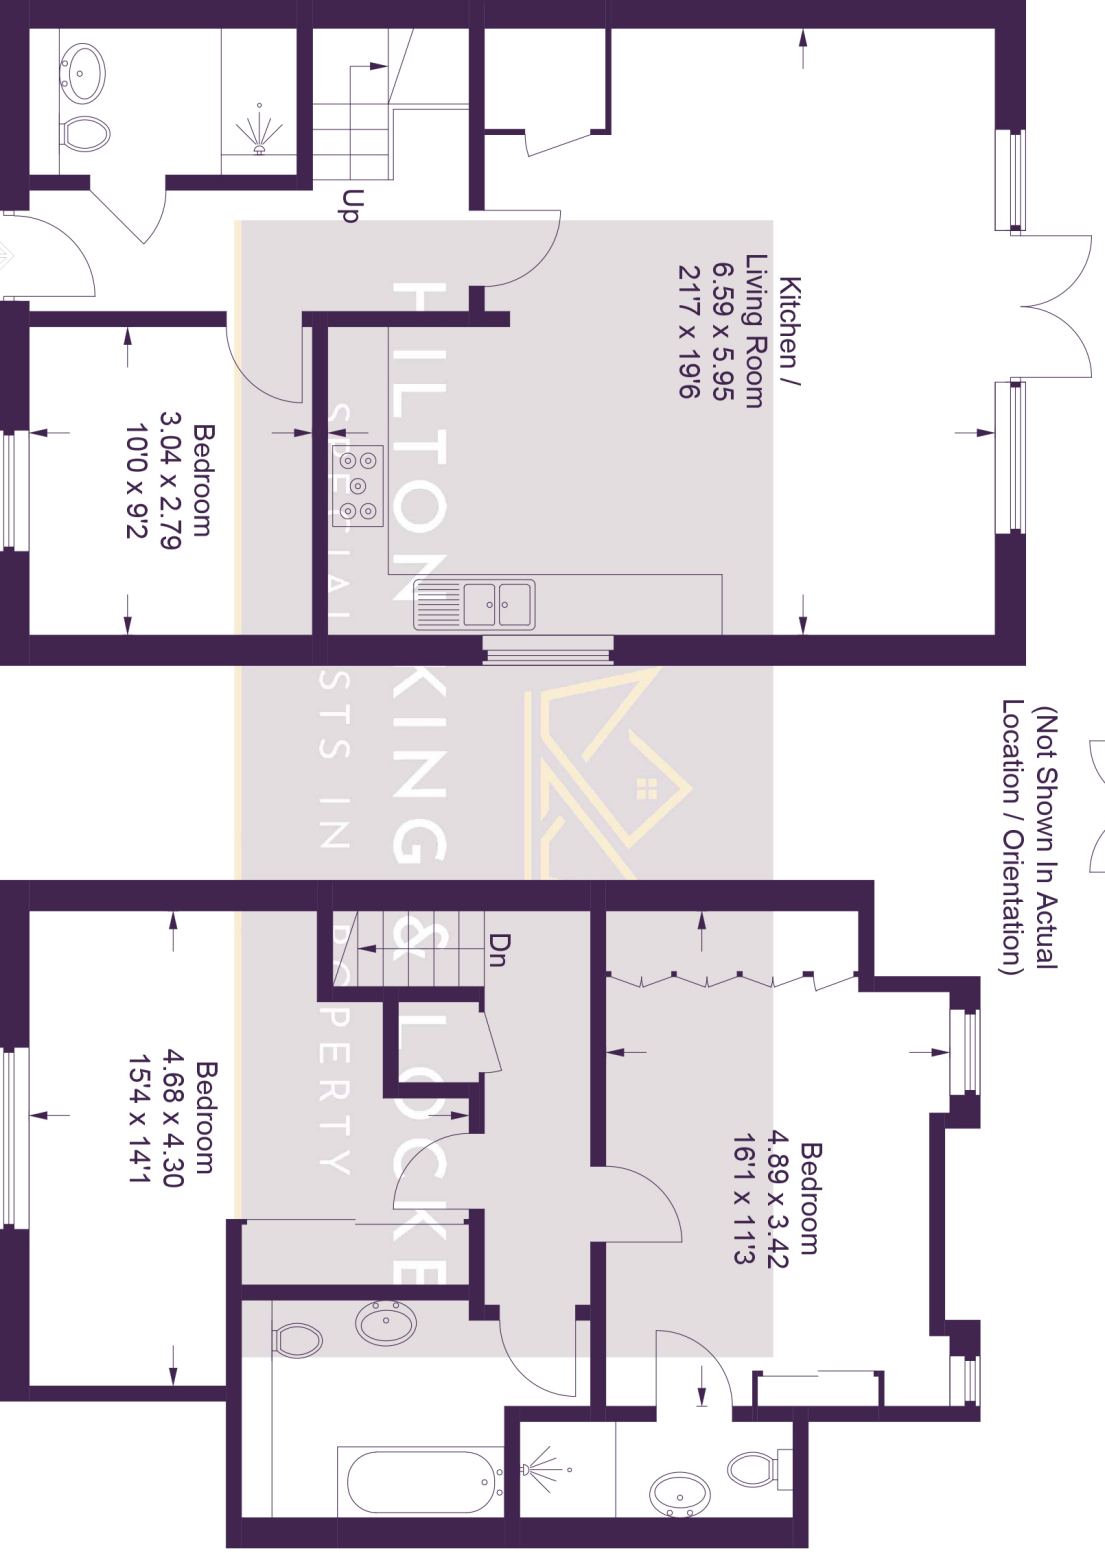 Up
Kitchen /
Living Room
6.59 x 5.95
21'7 x 19'6
Bedroom
3.04 x 2.79
10'0 x 9'2
(Not Shown In Actual
Location / Orientation)
Dn
Bedroom
4.89 x 3.42
16'1 x 11'3
Bedroom
4.68 x 4.30
15'4 x 14'1
HILTON KING & LOCKE
SPECIALISTS IN PROPERTY